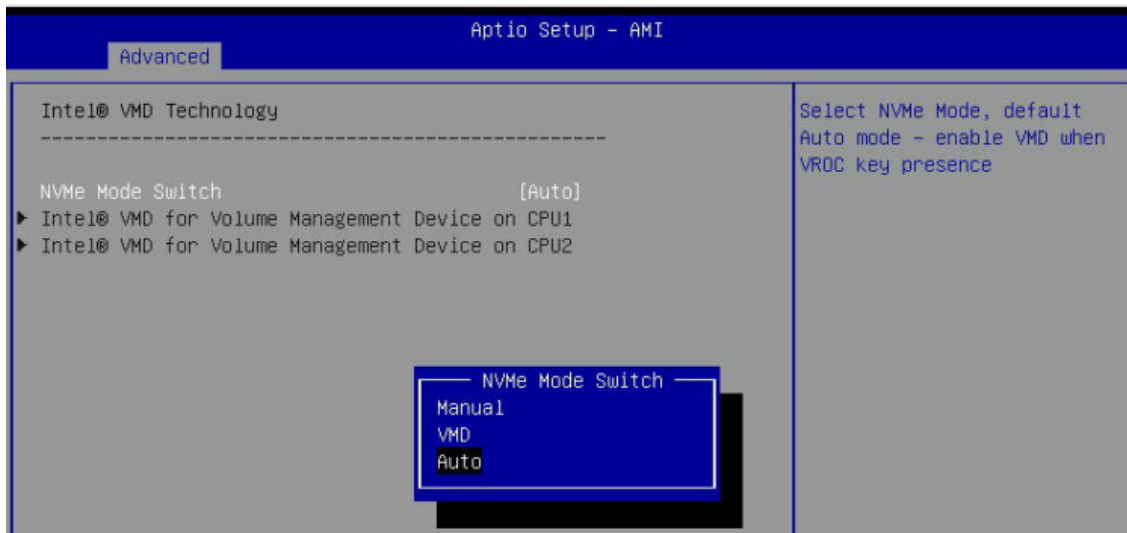 Aptio Setup – AMI
Advanced
Intel® VMD Technology
--------------------------------------------------
NVMe Mode Switch [Auto]
Intel® VMD for Volume Management Device on CPU1
Intel® VMD for Volume Management Device on CPU2
Select NVMe Mode, default
Auto mode – enable VMD when
VROC key presence
NVMe Mode Switch
Manual
VMD
Auto